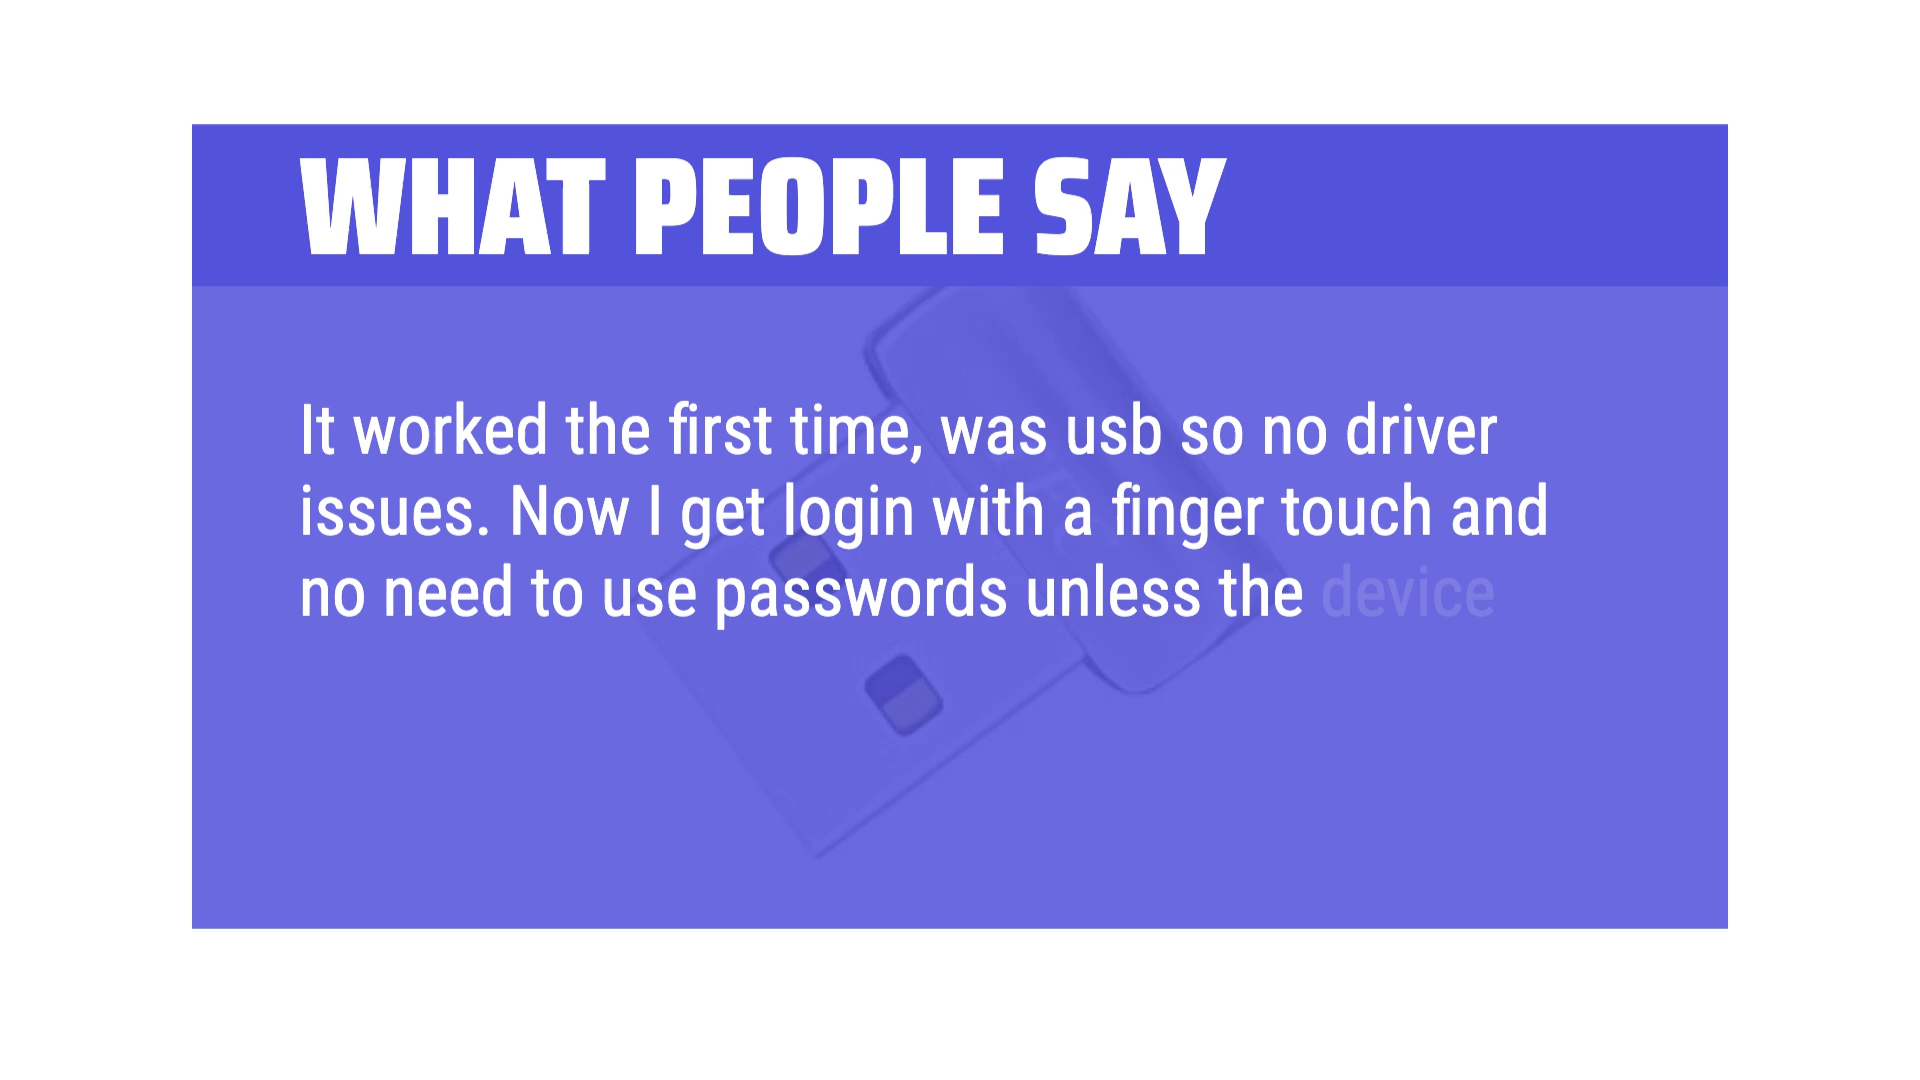 WHAT PEOPLE SAY
It worked the first time, was usb so no driver
issues. Now I get login with a finger touch and
no need to use passwords unless the device